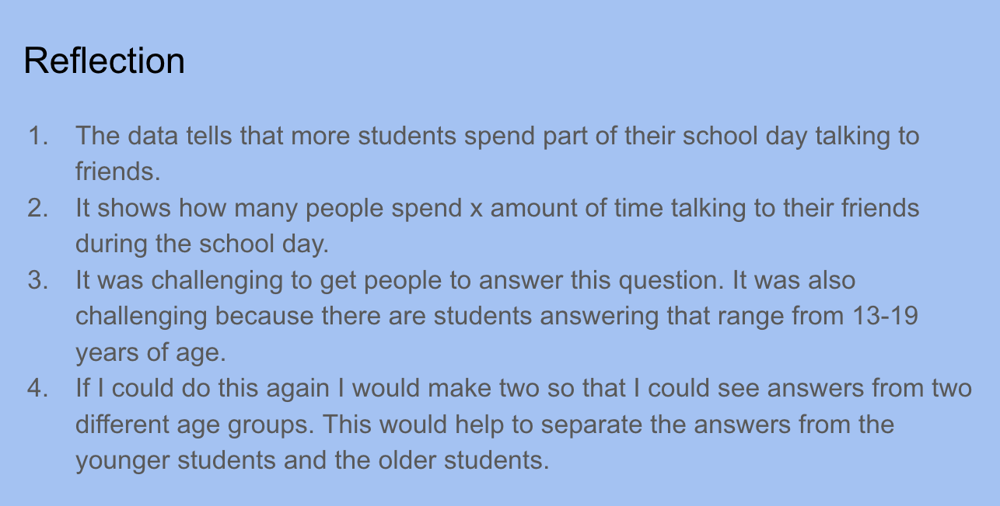 Reflection
1. The data tells that more students spend part of their school day talking to
friends.
2. It shows how many people spend x amount of time talking to their friends
during the school day.
3. It was challenging to get people to answer this question. It was also
challenging because there are students answering that range from 13-19
years of age.
4. If I could do this again I would make two so that I could see answers from two
different age groups. This would help to separate the answers from the
younger students and the older students.